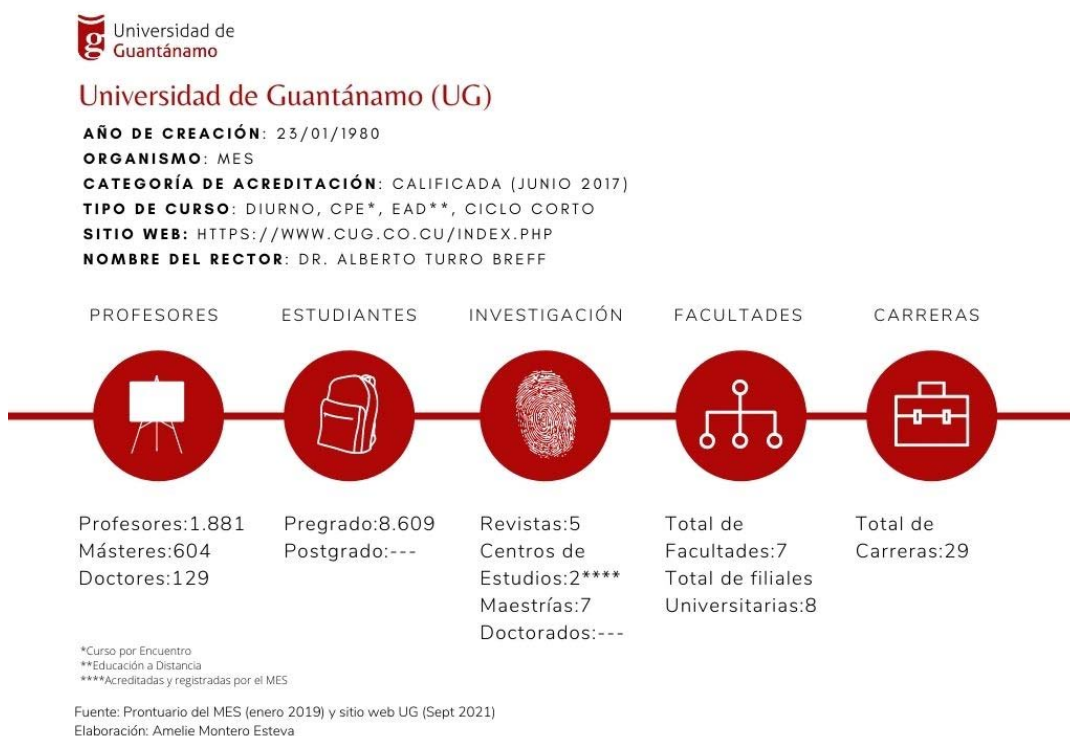 Universidad de
Guantánamo
Universidad de Guantánamo (UG)
AÑO DE CREACIÓN: 23/01/1980
ORGANISMO: MES
CATEGORÍA DE ACREDITACIÓN: CALIFICADA (JUNIO 2017)
TIPO DE CURSO: DIURNO, CPE*, EAD**, CICLO CORTO
SITIO WEB: HTTPS://WWW.CUG.CO.CU/INDEX.PHP
NOMBRE DEL RECTOR: DR. ALBERTO TURRO BREFF
PROFESORES
ESTUDIANTES
INVESTIGACIÓN
FACULTADES
CARRERAS
Profesores:1.881
Másteres:604
Doctores:129
Pregrado:8.609
Postgrado:---
Revistas:5
Centros de
Estudios:2****
Maestrías:7
Doctorados:---
Total de
Facultades:7
Total de filiales
Universitarias:8
Total de
Carreras:29
*Curso por Encuentro
**Educación a Distancia
****Acreditadas y registradas por el MES
Fuente: Prontuario del MES (enero 2019) y sitio web UG (Sept 2021)
Elaboración: Amelie Montero Esteva